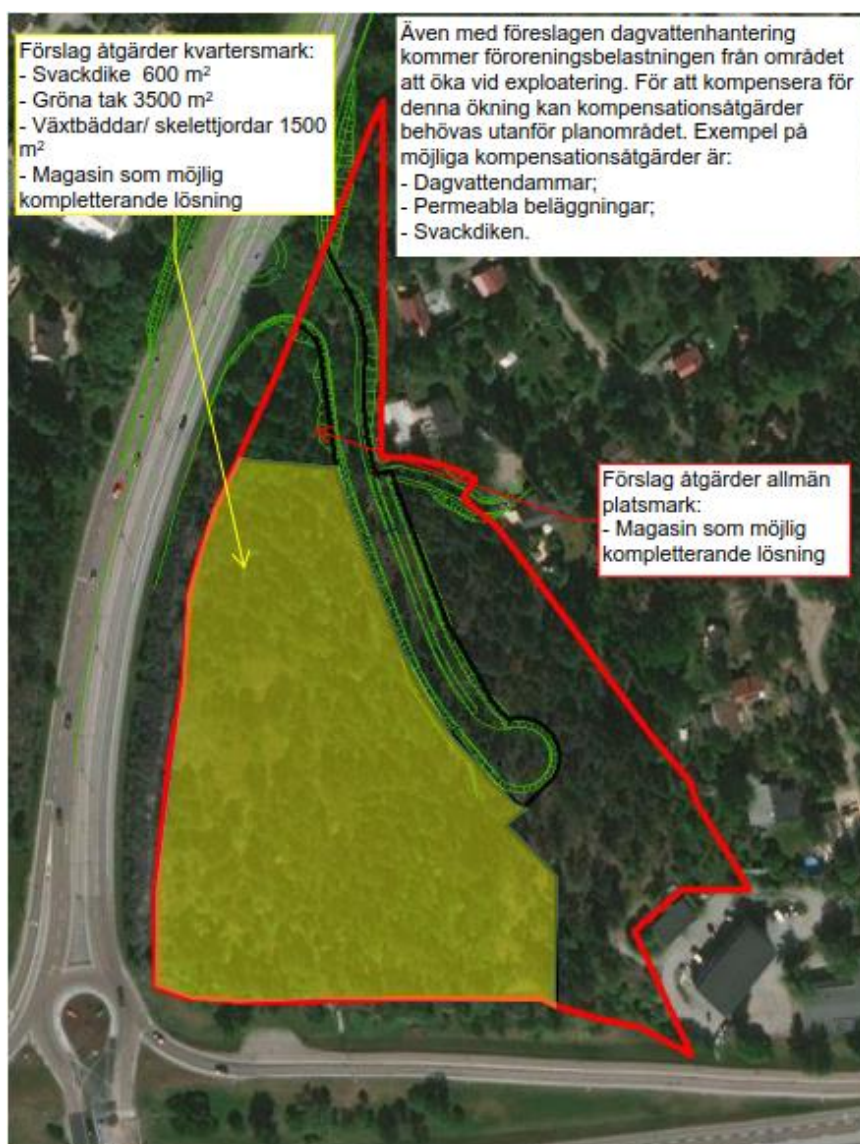 Förslag åtgärder kvartersmark:
- Svackdike 600 m²
- Gröna tak 3500 m²
- Växtbäddar/ skelettjordar 1500
m²
- Magasin som möjlig
kompletterande lösning
Även med föreslagen dagvattenhantering
kommer föroreningsbelastningen från området
att öka vid exploatering. För att kompensera för
denna ökning kan kompensationsåtgärder
behövas utanför planområdet. Exempel på
möjliga kompensationsåtgärder är:
- Dagvattendammar;
- Permeabla beläggningar;
- Svackdiken.
Förslag åtgärder allmän
platsmark:
- Magasin som möjlig
kompletterande lösning